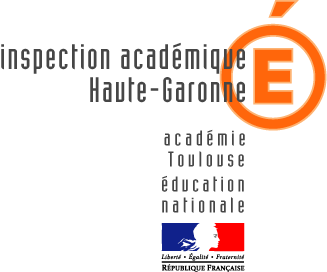 inspection académique
Haute-Garonne
É
académie
Toulouse
éducation
nationale
Liberté • Égalité • Fraternité
RÉPUBLIQUE FRANÇAISE